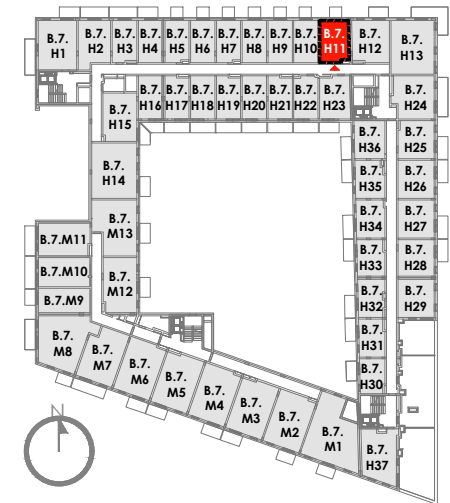 B.7.
H1
B.7.
H2
B.7.
H3
B.7.
H4
B.7.
H5
B.7.
H6
B.7.
H7
B.7.
H8
B.7.
H9
B.7.
H10
B.7.
H11
B.7.
H12
B.7.
H13
B.7.
H15
B.7.
H16
B.7.
H17
B.7.
H18
B.7.
H19
B.7.
H20
B.7.
H21
B.7.
H22
B.7.
H23
B.7.
H24
B.7.
H36
B.7.
H25
B.7.
H14
B.7.
H35
B.7.
H26
B.7.
M13
B.7.
H34
B.7.
H27
B.7.M11
B.7.
H33
B.7.
H28
B.7.M10
B.7.
M12
B.7.
H32
B.7.
H29
B.7.M9
B.7.
H31
B.7.
M8
B.7.
M7
B.7.
M6
B.7.
M5
B.7.
M4
B.7.
M3
B.7.
M2
B.7.
M1
B.7.
H30
B.7.
H37
N